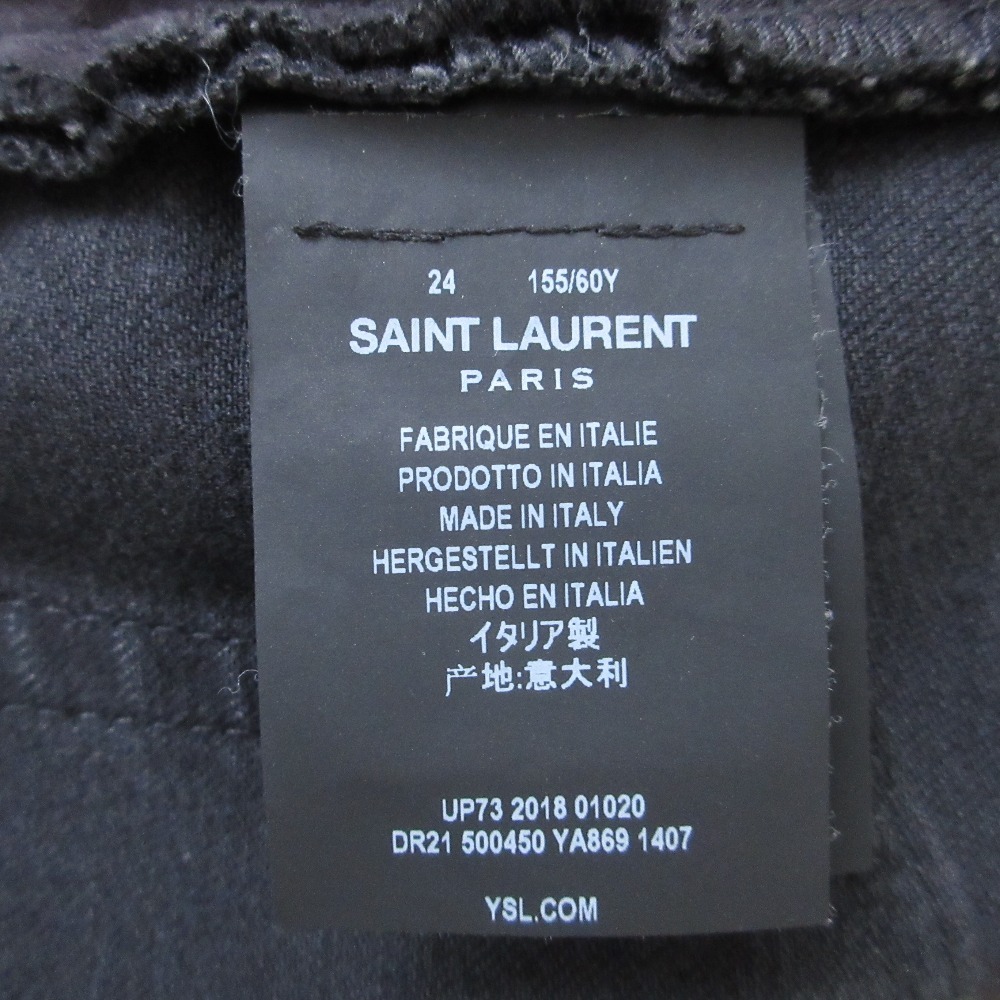 24 155/60Y
SAINT LAURENT
PARIS
FABRIQUE EN ITALIE
PRODOTTO IN ITALIA
MADE IN ITALY
HERGESTELLT IN ITALIEN
HECHO EN ITALIA
イタリア製
产地:意大利
UP73 2018 01020
DR21 500450 YA869 1407
YSL.COM